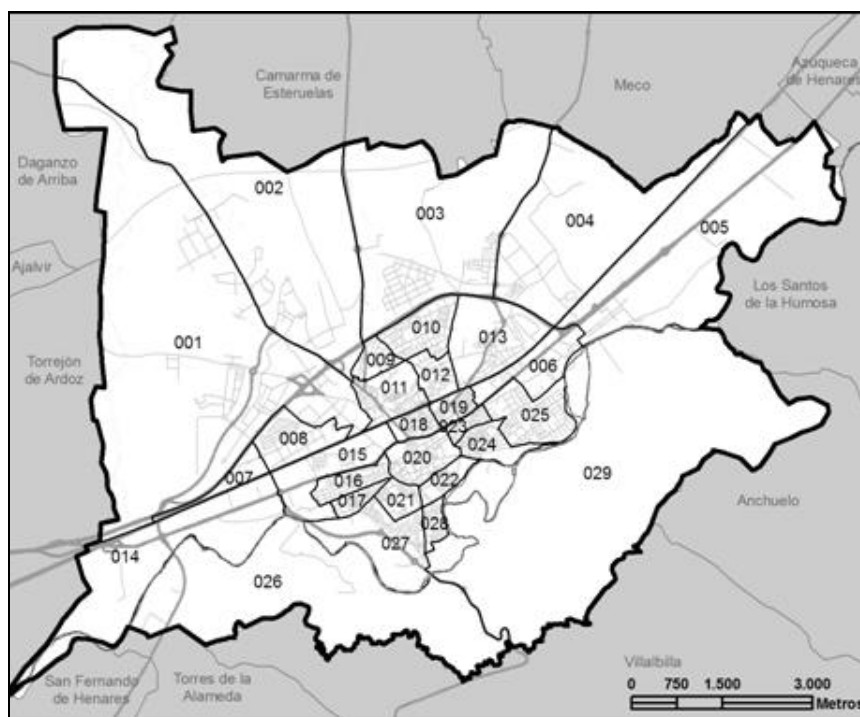 Camarma de
Esteruelas
Meco
Azuqueca
de Henares
Daganzo
de Arriba
002
003
004
005
Ajalvir
Los Santos
de la Humosa
001
Torrejón
de Ardoz
010
013
009
006
012
011
019
025
018
023
008
024
015
020
007
016
022
029
017
021
Anchuelo
028
027
014
026
San Fernando
de Henares
Torres de la
Alameda
Villalbilla
0 750 1.500 3.000
Metros